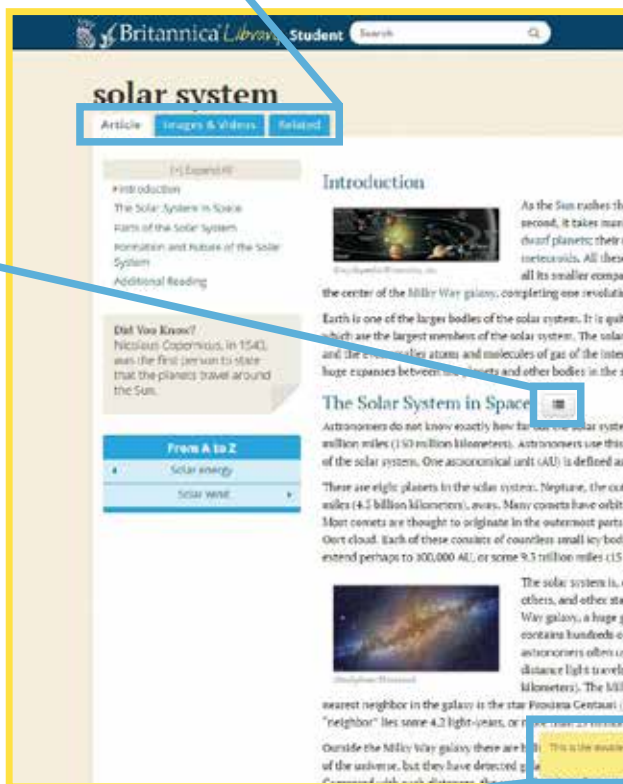 Britannica Library Student Search
solar system
Article Images & Videos Related
[+] Expand All
Introduction
The Solar System in Space
Parts of the Solar System
Formation and Future of the Solar
System
Additional Reading
Did You Know?
Nicolaus Copernicus, in 1543,
was the first person to state
that the planets travel around
the Sun.
From A to Z
Solar energy
Solar wind
Introduction
As the Sun rushes th
second, it takes man
dwarf planets; their
meteoroids. All thes
all its smaller compa
the center of the Milky Way galaxy, completing one revoluti
Earth is one of the larger bodies of the solar system. It is quit
which are the largest members of the solar system. The sola
and the even smaller atoms and molecules of gas of the inter
huge expanses between the planets and other bodies in the s
The Solar System in Space
Astronomers do not know exactly how far out the solar syste
million miles (150 million kilometers). Astronomers use this
of the solar system. One astronomical unit (AU) is defined a
There are eight planets in the solar system. Neptune, the ou
miles (4.5 billion kilometers), away. Many comets have orbit
Most comets are thought to originate in the outermost parts
Oort cloud. Each of these consists of countless small icy bod
extend perhaps to 100,000 AU, or some 9.3 trillion miles (15
The solar system is,
others, and other sta
Way galaxy, a huge g
contains hundreds o
astronomers often u
distance light travels
kilometers). The Mil
nearest neighbor in the galaxy is the star Proxima Centauri (
"neighbor" lies some 4.2 light-years, or more than 25 trillion
Outside the Milky Way galaxy there are b
This is the
of the universe, but they have detected